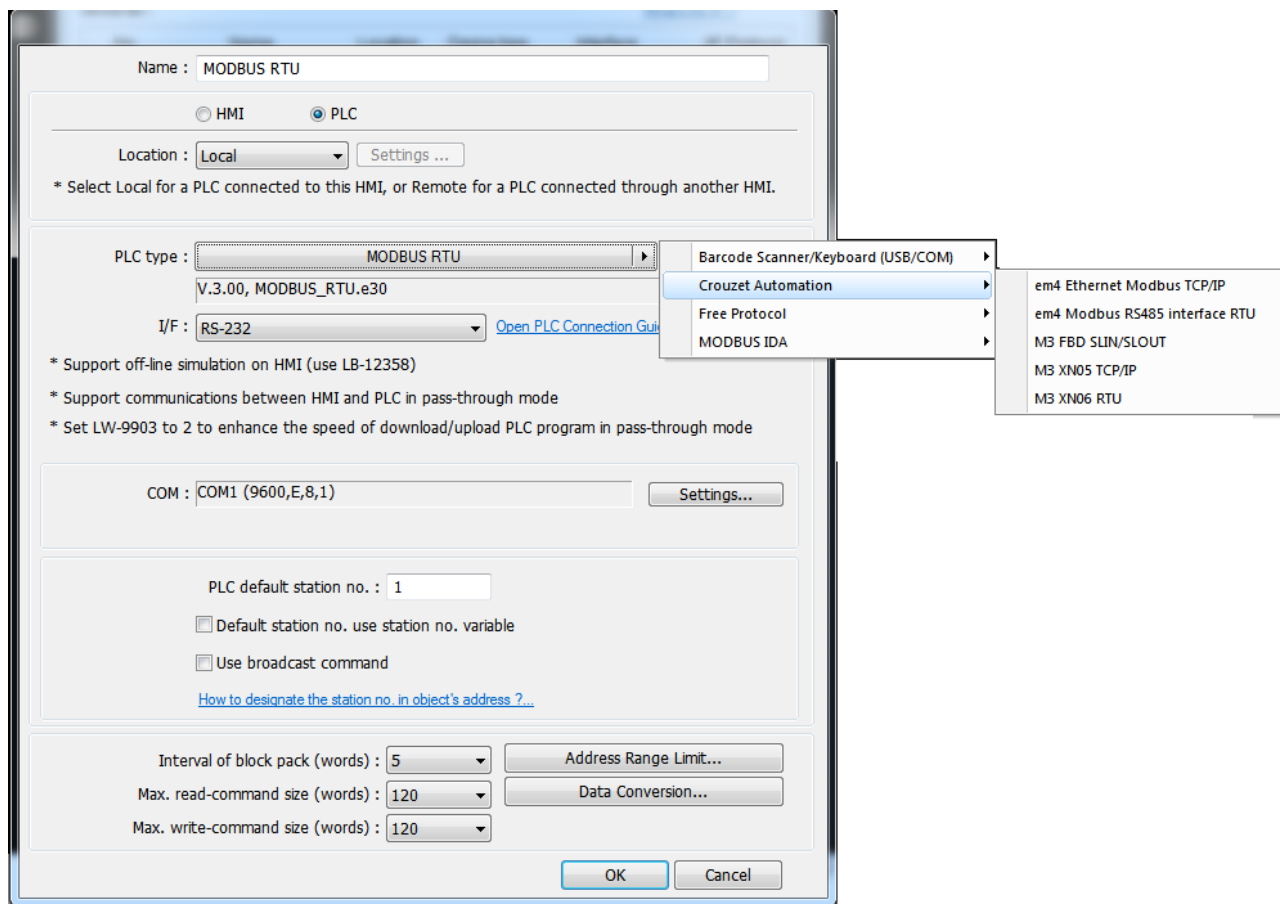 Name : MODBUS RTU
HMI PLC
Location : Local Settings ...
* Select Local for a PLC connected to this HMI, or Remote for a PLC connected through another HMI.
PLC type : MODBUS RTU
V.3.00, MODBUS_RTU.e30
I/F : RS-232 Open PLC Connection
* Support off-line simulation on HMI (use LB-12358)
* Support communications between HMI and PLC in pass-through mode
* Set LW-9903 to 2 to enhance the speed of download/upload PLC program in pass-through mode
COM : COM1 (9600,E,8,1) Settings...
PLC default station no. : 1
Default station no. use station no. variable
Use broadcast command
How to designate the station no. in object's address ?...
Interval of block pack (words) : 5 Address Range Limit...
Max. read-command size (words) : 120 Data Conversion...
Max. write-command size (words) : 120
OK Cancel
Barcode Scanner/Keyboard (USB/COM)
Crouzet Automation
Free Protocol
MODBUS IDA
em4 Ethernet Modbus TCP/IP
em4 Modbus RS485 interface RTU
M3 FBD SLIN/SLOUT
M3 XN05 TCP/IP
M3 XN06 RTU